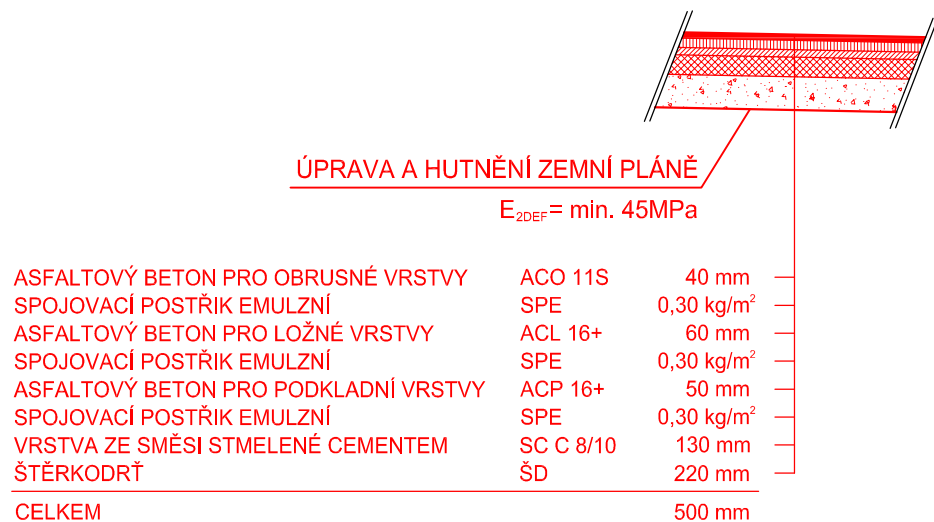 ÚPRAVA A HUTNĚNÍ ZEMNÍ PLÁNĚ
E2DEF= min. 45MPa
ASFALTOVÝ BETON PRO OBRUSNÉ VRSTVY ACO 11S 40 mm
SPOJOVACÍ POSTŘIK EMULZNÍ SPE 0,30 kg/m²
ASFALTOVÝ BETON PRO LOŽNÉ VRSTVY ACL 16+ 60 mm
SPOJOVACÍ POSTŘIK EMULZNÍ SPE 0,30 kg/m²
ASFALTOVÝ BETON PRO PODKLADNÍ VRSTVY ACP 16+ 50 mm
SPOJOVACÍ POSTŘIK EMULZNÍ SPE 0,30 kg/m²
VRSTVA ZE SMĚSI STMELENÉ CEMENTEM SC C 8/10 130 mm
ŠTĚRKODRŤ ŠD 220 mm
CELKEM 500 mm